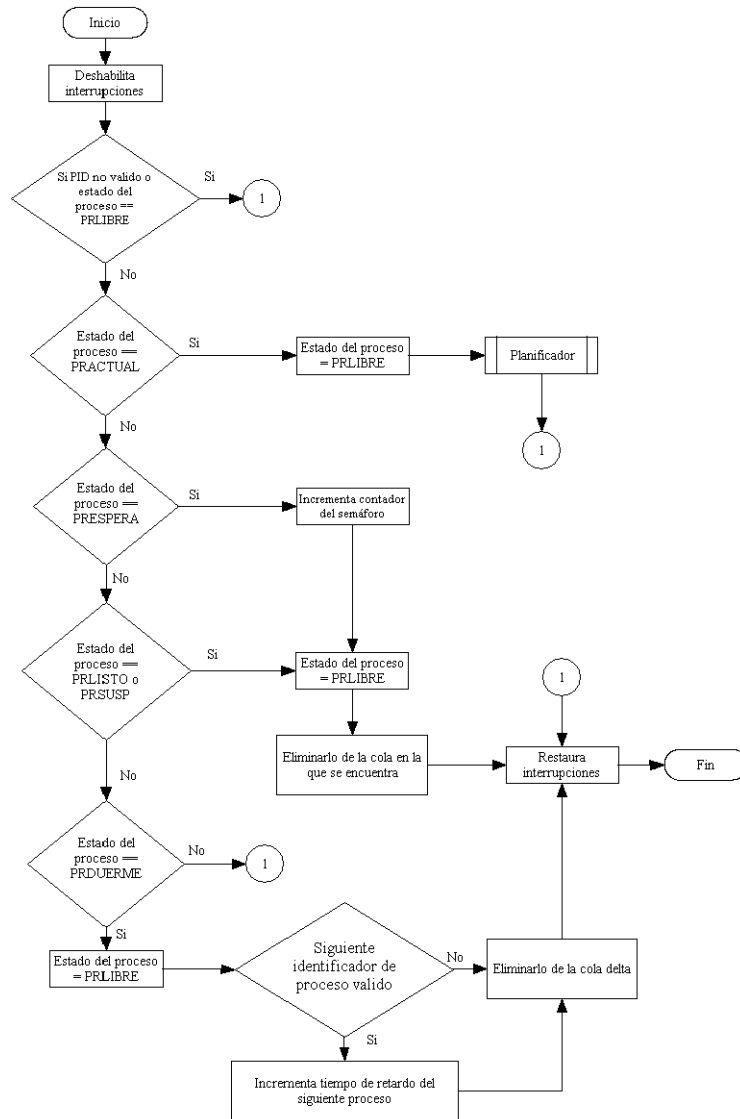 Inicio
Deshabilita
interrupciones
Si PID no valido o
estado del
proceso ==
PRLIBRE
Si
1
No
Estado del
proceso ==
PRACTUAL
Si
Estado del proceso
= PRLIBRE
Planificador
1
No
Estado del
proceso ==
PRESPERA
Si
Incrementa contador
del semáforo
No
Estado del
proceso ==
PRLISTO o
PRSUSP
Si
Estado del proceso
= PRLIBRE
1
Eliminarlo de la cola en la
que se encuentra
Restaura
interrupciones
Fin
No
Estado del
proceso ==
PRDUERME
No
1
Si
Estado del proceso
= PRLIBRE
Siguiente
identificador de
proceso valido
No
Eliminarlo de la cola delta
Si
Incrementa tiempo de retardo del
siguiente proceso